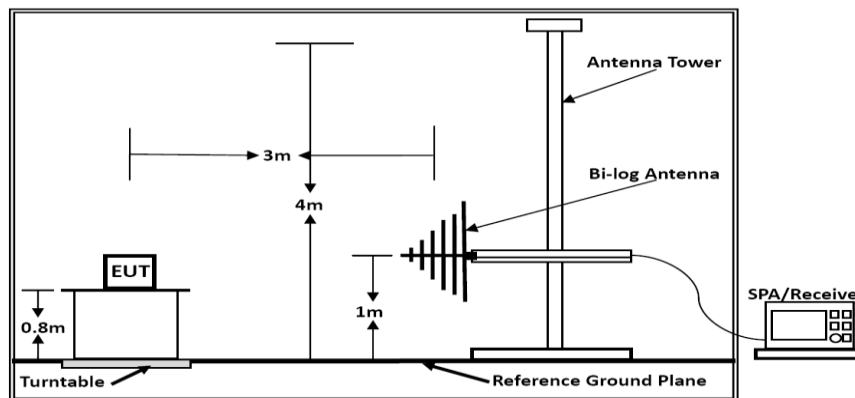 Antenna Tower
3m
Bi-log Antenna
4m
EUT
SPA/Receive
0.8m
1m
Turntable
Reference Ground Plane